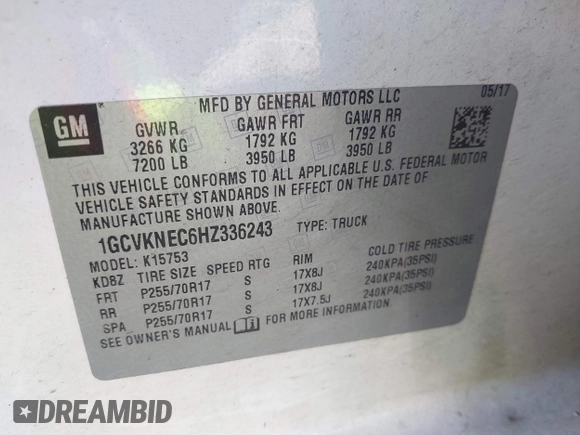 MFD BY GENERAL MOTORS LLC 05/17
GM
GVWR GAWR FRT GAWR RR
3266 KG 1792 KG 1792 KG
7200 LB 3950 LB 3950 LB
THIS VEHICLE CONFORMS TO ALL APPLICABLE U.S. FEDERAL MOTOR
VEHICLE SAFETY STANDARDS IN EFFECT ON THE DATE OF
MANUFACTURE SHOWN ABOVE.
1GCVKNEC6HZ336243 TYPE: TRUCK
MODEL: K15753
KD8Z TIRE SIZE SPEED RTG RIM COLD TIRE PRESSURE
FRT P255/70R17 S 17X8J 240KPA(35PSI)
RR P255/70R17 S 17X8J 240KPA(35PSI)
SPA P255/70R17 S 17X7.5J 240KPA(35PSI)
SEE OWNER'S MANUAL FOR MORE INFORMATION.
DREAMBID